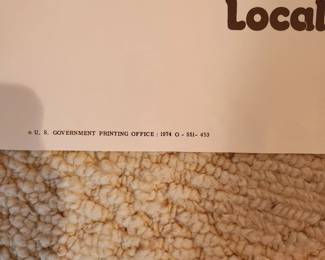 Local
☆ U. S. GOVERNMENT PRINTING OFFICE : 1974 O - 551-453